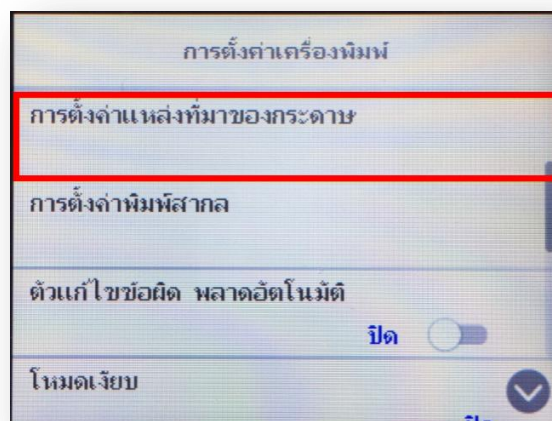 การตั้งค่าเครื่องพิมพ์
การตั้งค่าแหล่งที่มาของกระดาษ
การตั้งค่าพิมพ์สากล
ตัวแก้ไขข้อผิด พลาดอัตโนมัติ
ปิด
โหมดเงียบ